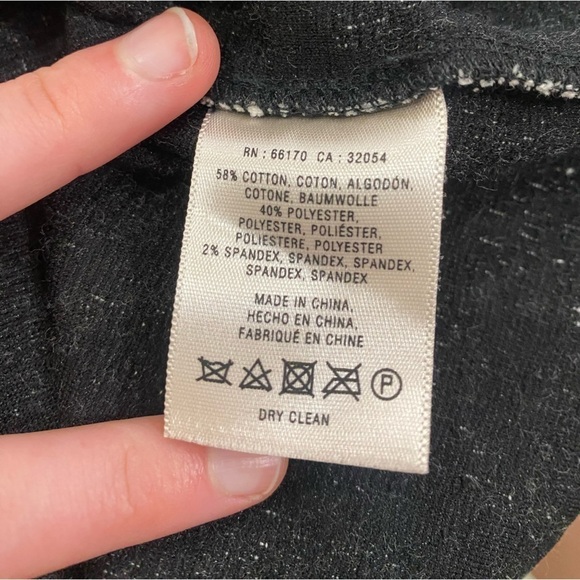 RN : 66170 CA : 32054
58% COTTON, COTON, ALGODÓN,
COTONE, BAUMWOLLE
40% POLYESTER,
POLYESTER, POLIÉSTER,
POLIESTERE, POLYESTER
2% SPANDEX, SPANDEX, SPANDEX,
SPANDEX, SPANDEX
MADE IN CHINA,
HECHO EN CHINA,
FABRIQUÉ EN CHINE
P
DRY CLEAN